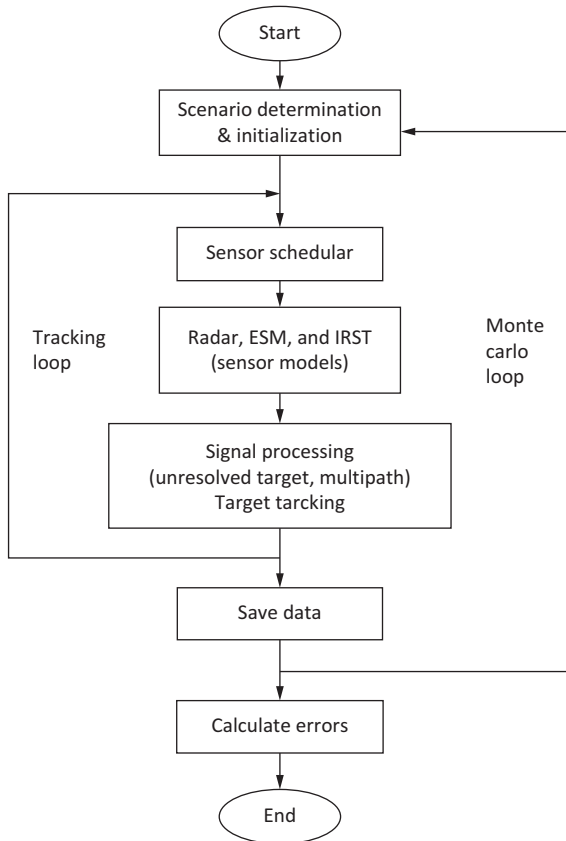 Start
Scenario determination
& initialization
Sensor schedular
Tracking
loop
Radar, ESM, and IRST
(sensor models)
Monte
carlo
loop
Signal processing
(unresolved target, multipath)
Target tarcking
Save data
Calculate errors
End